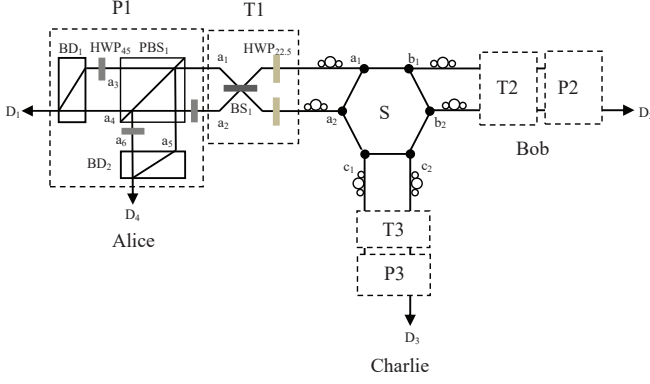 P1 T1
BD₁ HWP₄₅ PBS₁ HWP₂₂.₅
a₃ a₁ a₁ b₁
D₁ a₄ a₂ BS₁ a₂ S b₂ T2 P2 D
a₆ a₅ Bob
BD₂ c₁ c₂
D₄
Alice T3
P3
D₃
Charlie